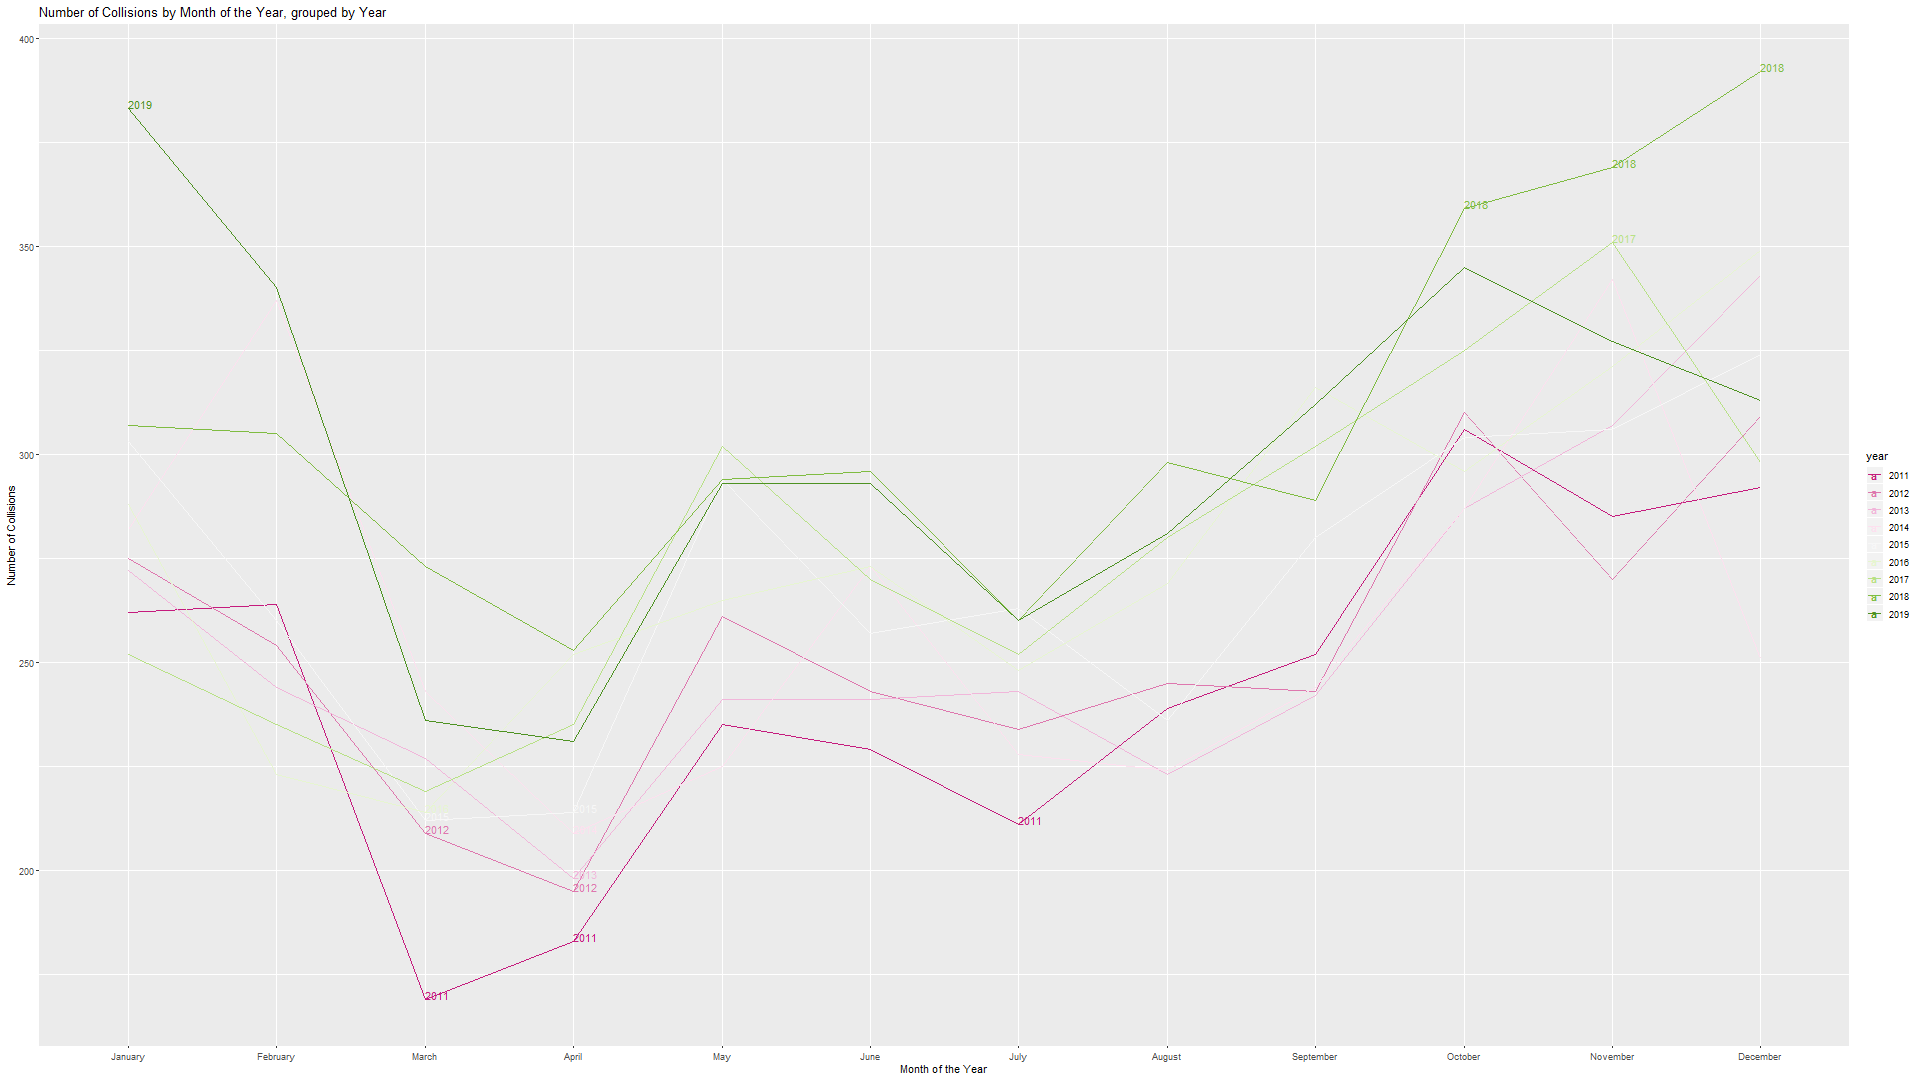 Number of Collisions by Month of the Year, grouped by Year
400
350
300
250
200
Number of Collisions
2019
2018
2018
2018
2017
2015
2012
2011
2013
2012
2011
2011
January
February
March
April
May
June
July
August
September
October
November
December
Month of the Year
year
a 2011
a 2012
a 2013
2014
2015
2016
a 2017
a 2018
a 2019